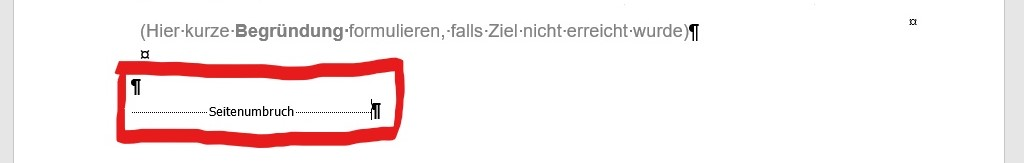 (Hier·kurze·Begründung·formulieren,·falls·Ziel·nicht·erreicht·wurde)¶
¤
¤
¶
Seitenumbruch¶